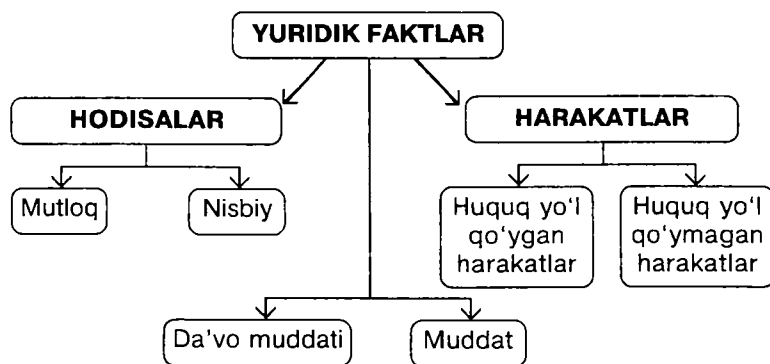 YURIDIK FAKTLAR
HODISALAR
HARAKATLAR
Mutloq
Nisbiy
Huquq yo‘l
qo‘ygan
harakatlar
Huquq yo‘l
qo‘ymagan
harakatlar
Da'vo muddati
Muddat